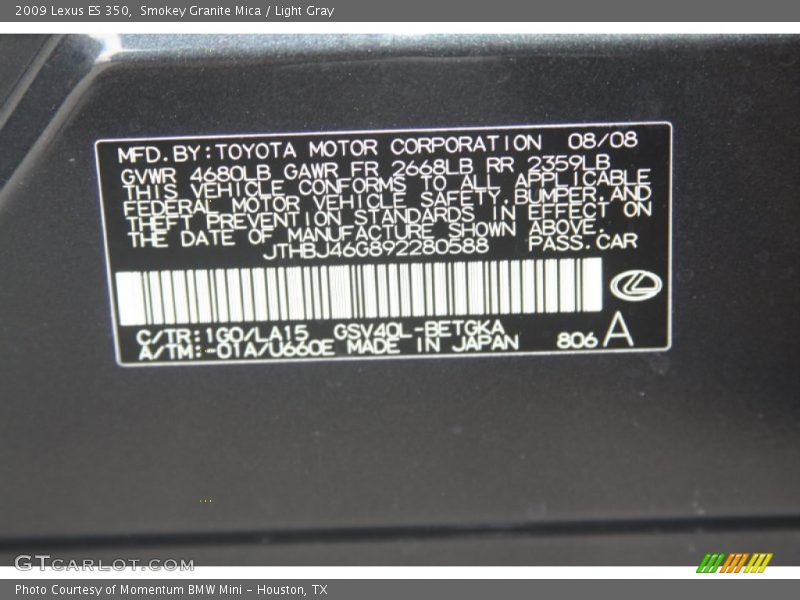 2009 Lexus ES 350,  Smokey Granite Mica / Light Gray
MFD.BY:TOYOTA MOTOR CORPORATION 08/08
GVWR 4680LB GAWR FR 2668LB RR 2359LB
THIS VEHICLE CONFORMS TO ALL APPLICABLE
FEDERAL MOTOR VEHICLE SAFETY,BUMPER,AND
THEFT PREVENTION STANDARDS IN EFFECT ON
THE DATE OF MANUFACTURE SHOWN ABOVE.
JTHBJ46G892280588 PASS.CAR
C/TR:1G0/LA15 GSV40L-BETGKA
A/TM:-01A/U660E MADE IN JAPAN 806 A
GTcarlot.com
Photo Courtesy of Momentum BMW Mini - Houston, TX